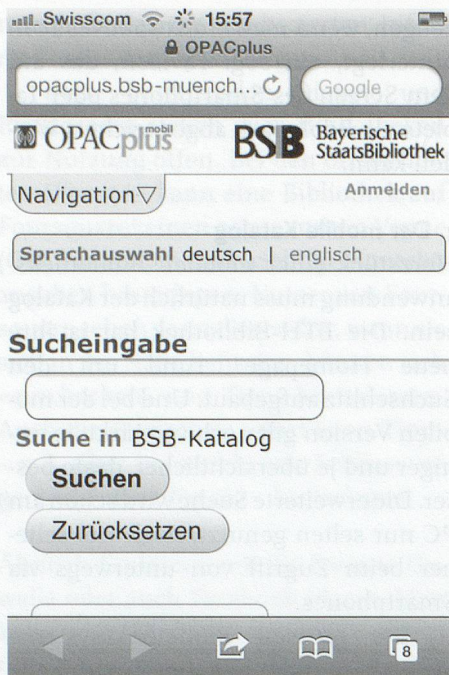 Swisscom 15:57
OPACplus
opacplus.bsb-muench... Google
OPACplus mobil BSB Bayerische
StaatsBibliothek
Navigation▽ Anmelden
Sprachauswahl deutsch | englisch
Sucheingabe
Suche in BSB-Katalog
Suchen
Zurücksetzen
8